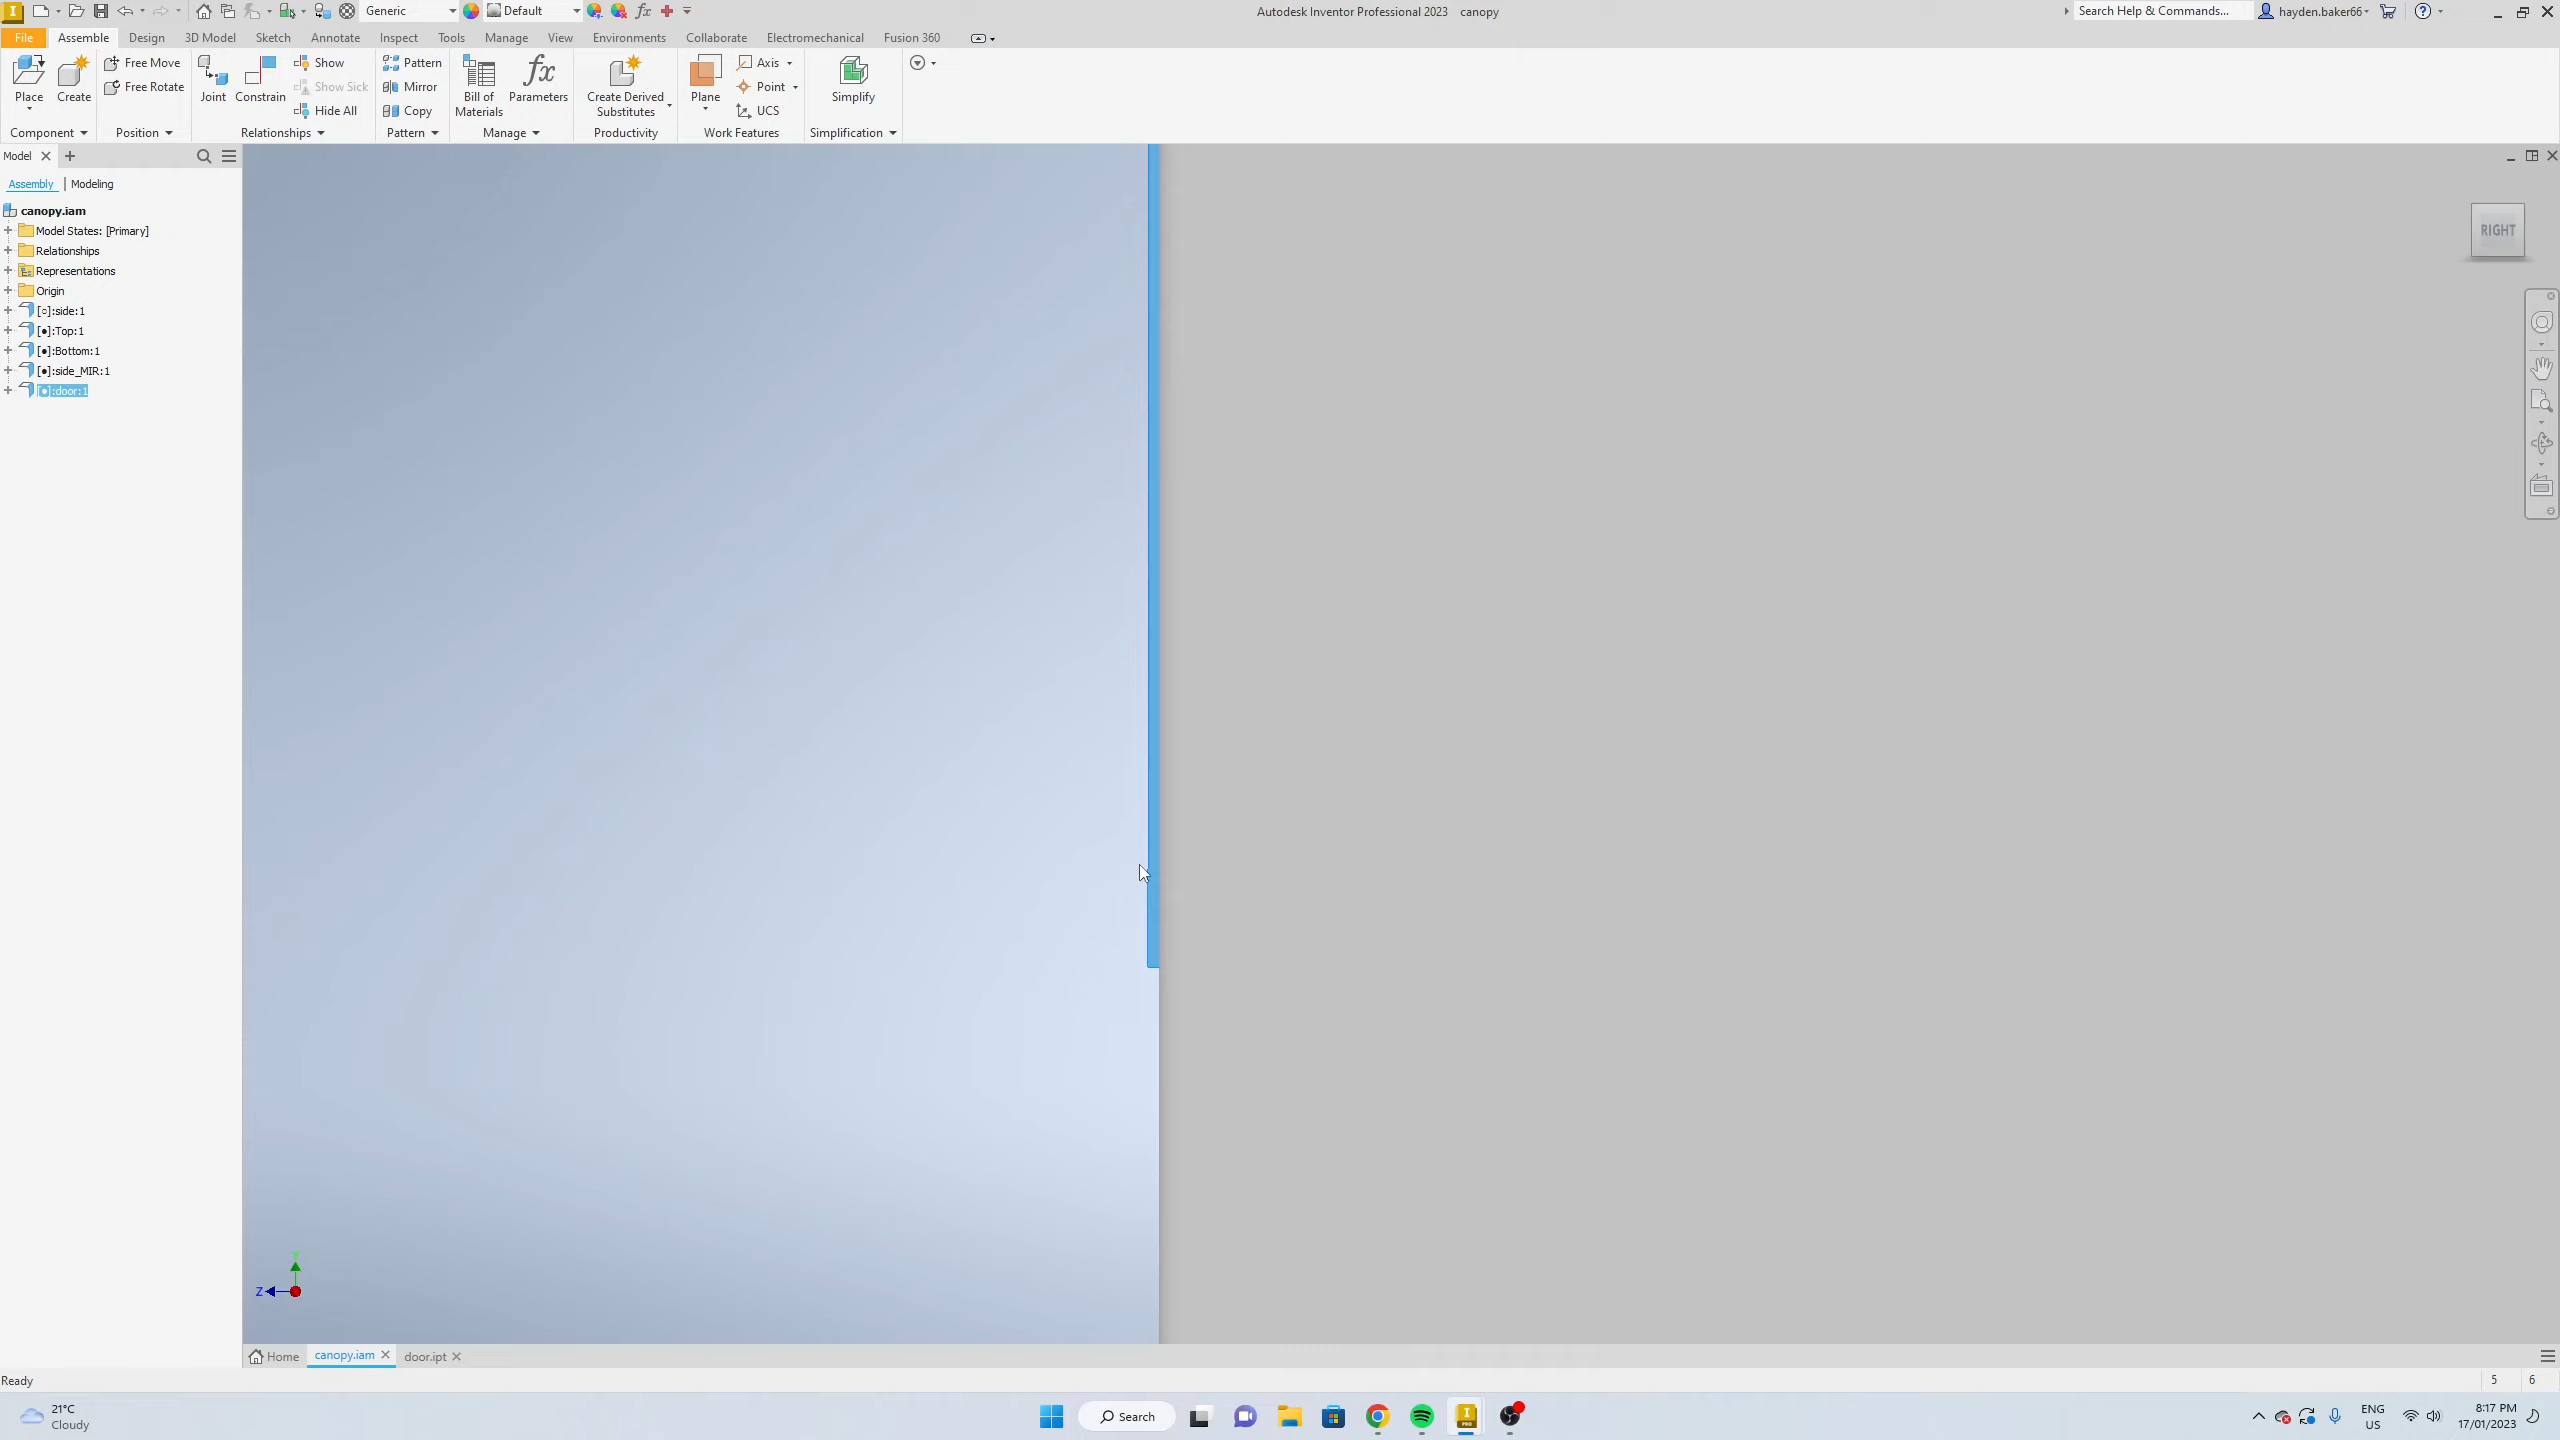 Generic
Default
fx
Autodesk Inventor Professional 2023 canopy
Search Help & Commands...
hayden.baker66
File Assemble Design 3D Model Sketch Annotate Inspect Tools Manage View Environments Collaborate Electromechanical Fusion 360
Place
Create
Free Move
Free Rotate
Joint
Constrain
Show
Show Sick
Hide All
Pattern
Mirror
Copy
Bill of
Materials
fx
Parameters
Create Derived
Substitutes
Plane
Axis
Point
UCS
Simplify
Component Position Relationships Pattern Manage Productivity Work Features Simplification
Model
Assembly | Modeling
canopy.iam
Model States: [Primary]
Relationships
Representations
Origin
[○]:side:1
[●]:Top:1
[●]:Bottom:1
[●]:side_MIR:1
[●]:door:1
RIGHT
Y
Z
Home canopy.iam door.ipt
Ready
5 6
21°C
Cloudy
Search
PRO
ENG
US
8:17 PM
17/01/2023